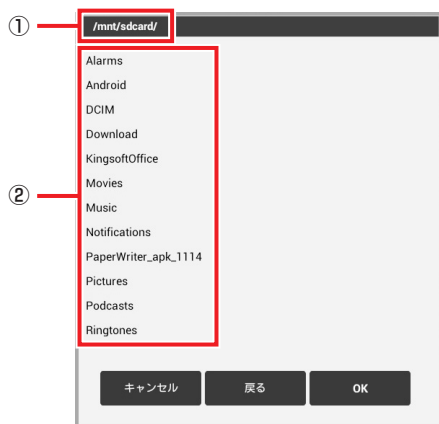 ①
/mnt/sdcard/
②
Alarms
Android
DCIM
Download
KingsoftOffice
Movies
Music
Notifications
PaperWriter_apk_1114
Pictures
Podcasts
Ringtones
キャンセル 戻る OK